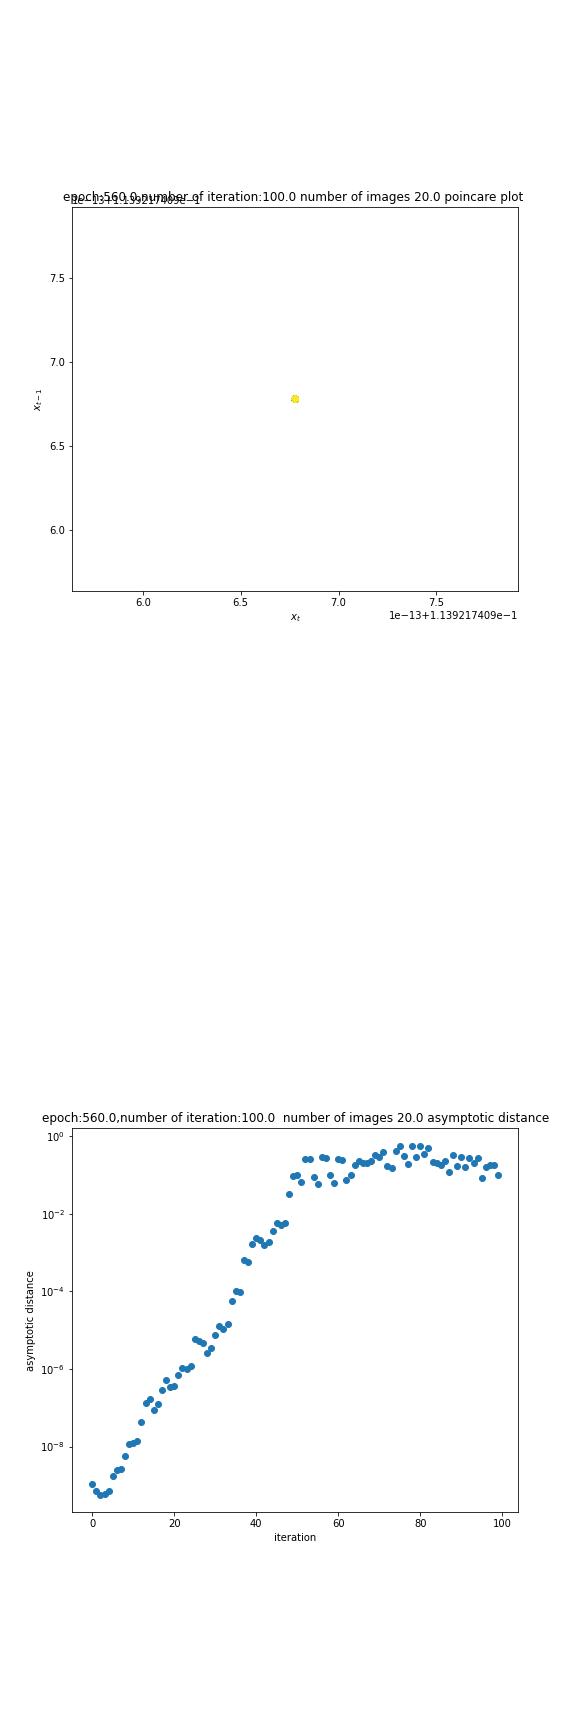 epoch:560.0,number of iteration:100.0 number of images 20.0 poincare plot
1e−13+1.139217409e−1
7.5
7.0
6.5
6.0
x_{t−1}
6.0 6.5 7.0 7.5
x_t
1e−13+1.139217409e−1
epoch:560.0,number of iteration:100.0  number of images 20.0 asymptotic distance
10^0
10^−2
10^−4
10^−6
10^−8
asymptotic distance
0 20 40 60 80 100
iteration